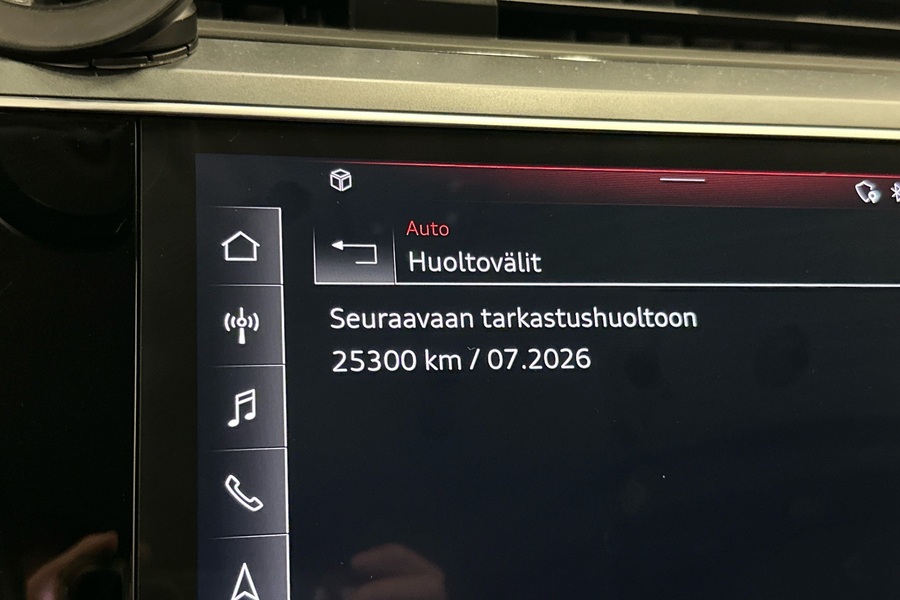 Auto
Huoltovälit
Seuraavaan tarkastushuoltoon
25300 km / 07.2026